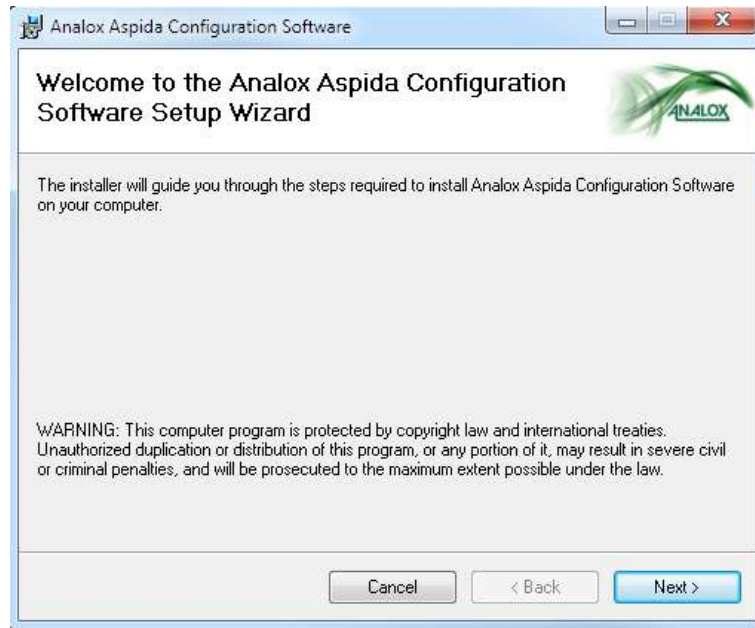 Analox Aspida Configuration Software
Welcome to the Analox Aspida Configuration
Software Setup Wizard
ANALOX
The installer will guide you through the steps required to install Analox Aspida Configuration Software
on your computer.
WARNING: This computer program is protected by copyright law and international treaties.
Unauthorized duplication or distribution of this program, or any portion of it, may result in severe civil
or criminal penalties, and will be prosecuted to the maximum extent possible under the law.
Cancel
< Back
Next >